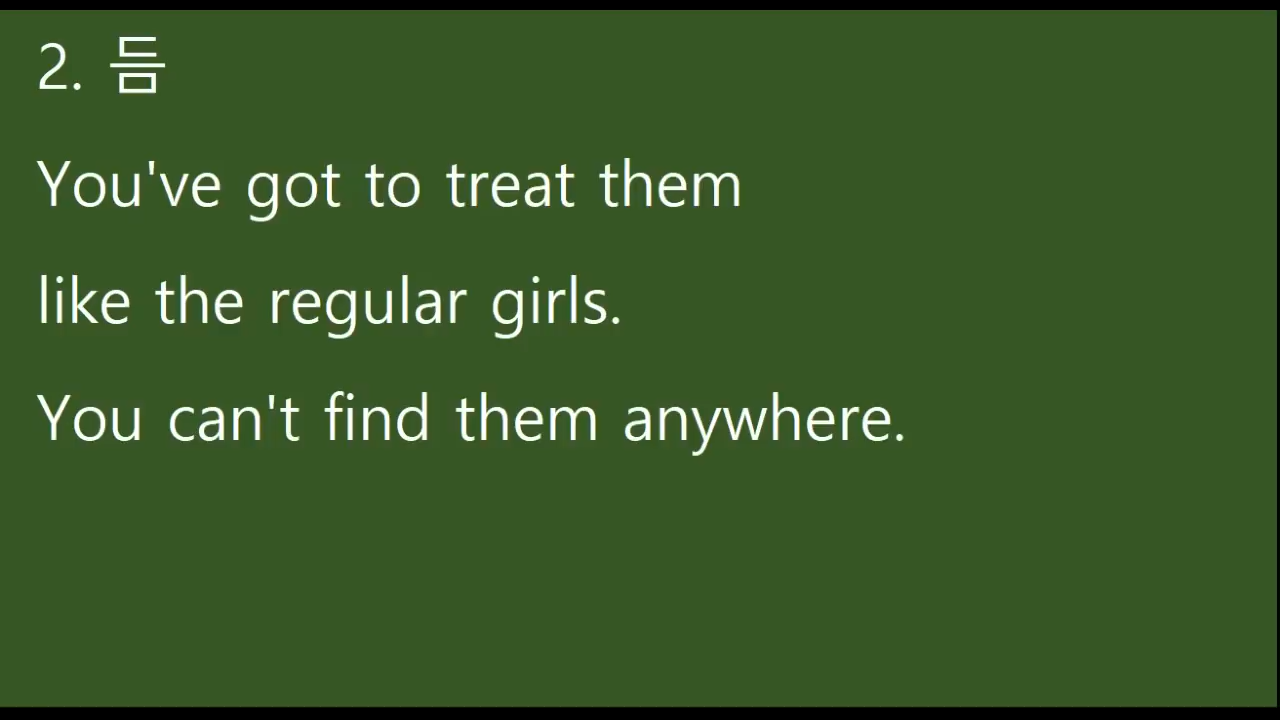 2. 듬
You've got to treat them
like the regular girls.
You can't find them anywhere.